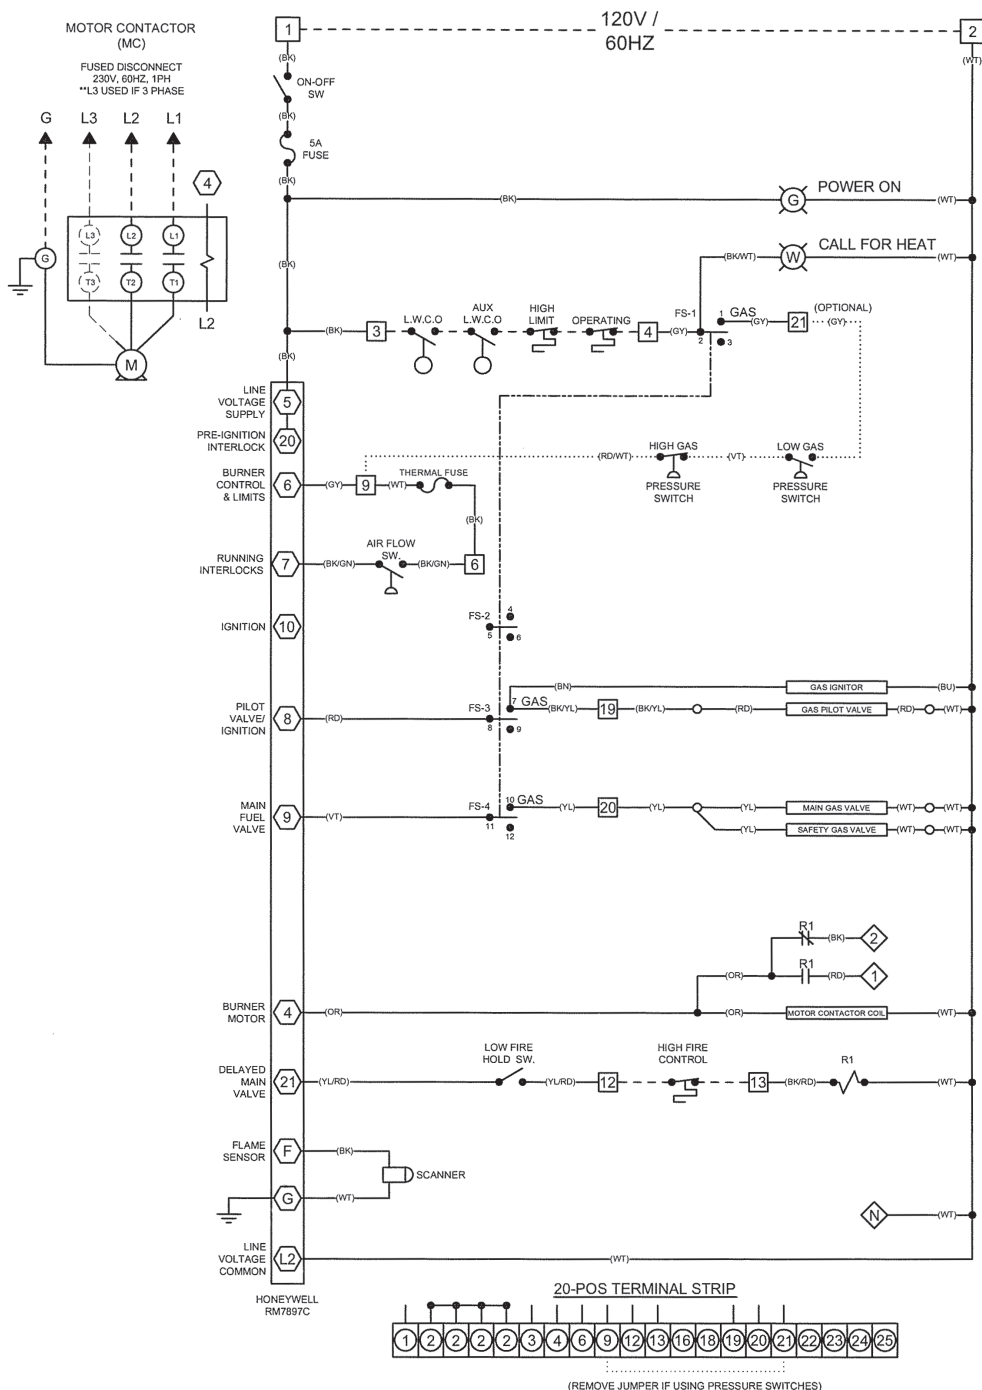 120V /
60HZ
1
2
(BK)
(WT)
MOTOR CONTACTOR
(MC)
FUSED DISCONNECT
230V, 60HZ, 1PH
**L3 USED IF 3 PHASE
G
L3
L2
L1
4
L3
L2
L1
G
T3
T2
T1
L2
M
ON-OFF
SW
(BK)
5A
FUSE
(BK)
(BK)
G
POWER ON
(WT)
(BK)
(BK/WT)
W
CALL FOR HEAT
(WT)
(BK)
3
L.W.C.O
AUX
L.W.C.O
HIGH
LIMIT
OPERATING
4
(GY)
FS-1
2
1
GAS
3
(GY)
21
(OPTIONAL)
(GY)
(BK)
LINE
VOLTAGE
SUPPLY
5
PRE-IGNITION
INTERLOCK
20
BURNER
CONTROL
& LIMITS
6
(GY)
9
(WT)
THERMAL FUSE
(RD/WT)
HIGH GAS
PRESSURE
SWITCH
(VT)
LOW GAS
PRESSURE
SWITCH
(BK)
RUNNING
INTERLOCKS
7
(BK/GN)
AIR FLOW
SW.
(BK/GN)
6
IGNITION
10
FS-2
4
5
6
(BN)
GAS IGNITOR
(BU)
PILOT
VALVE/
IGNITION
8
(RD)
FS-3
7
GAS
8
9
(BK/YL)
19
(BK/YL)
(RD)
GAS PILOT VALVE
(RD)
(WT)
MAIN
FUEL
VALVE
9
(VT)
FS-4
10
GAS
11
12
(YL)
20
(YL)
(YL)
MAIN GAS VALVE
(WT)
(WT)
(YL)
SAFETY GAS VALVE
(WT)
(WT)
R1
(BK)
2
R1
(OR)
(RD)
1
BURNER
MOTOR
4
(OR)
(OR)
MOTOR CONTACTOR COIL
(WT)
DELAYED
MAIN
VALVE
21
(YL/RD)
LOW FIRE
HOLD SW.
(YL/RD)
12
HIGH FIRE
CONTROL
13
(BK/RD)
R1
(WT)
FLAME
SENSOR
F
(BK)
SCANNER
G
(WT)
N
(WT)
LINE
VOLTAGE
COMMON
L2
(WT)
HONEYWELL
RM7897C
20-POS TERMINAL STRIP
1 2 2 2 2 3 4 6 9 12 13 16 18 19 20 21 22 23 24 25
(REMOVE JUMPER IF USING PRESSURE SWITCHES)